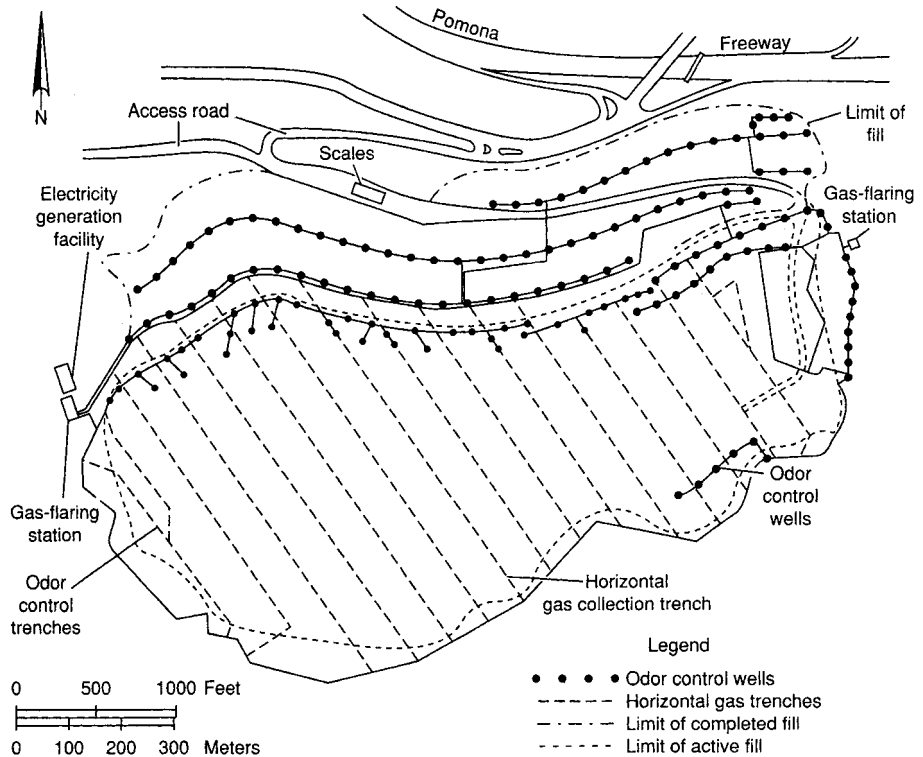 Pomona
Freeway
N
Access road
Limit of
fill
Scales
Electricity
generation
facility
Gas-flaring
station
Odor
control
wells
Gas-flaring
station
Odor
control
trenches
Horizontal
gas collection trench
Legend
Odor control wells
Horizontal gas trenches
Limit of completed fill
Limit of active fill
0 500 1000 Feet
0 100 200 300
Meters